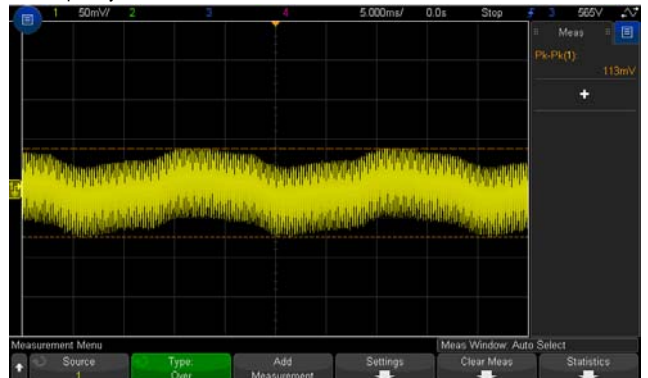 1 50mV/ 2 3 4 5.000ms/ 0.0s Stop 3 565V
Meas
Pk-Pk(1):
113mV
Measurement Menu
Meas Window: Auto Select
Source Type: Add Settings Clear Meas Statistics
1 Over Measurement